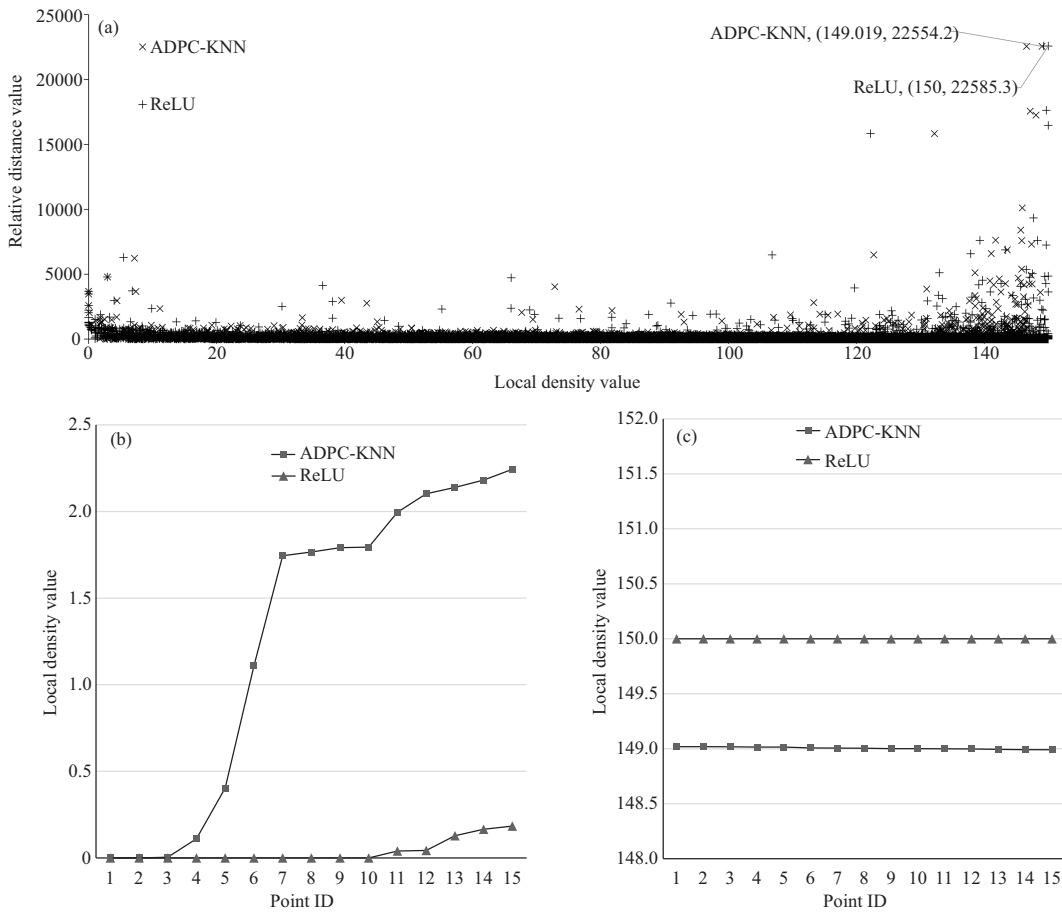 (a)
25000
20000
15000
10000
5000
0
Relative distance value
ADPC-KNN
ReLU
ADPC-KNN, (149.019, 22554.2)
ReLU, (150, 22585.3)
0 20 40 60 80 100 120 140
Local density value
(b)
2.5
2.0
1.5
1.0
0.5
0
Local density value
ADPC-KNN
ReLU
1 2 3 4 5 6 7 8 9 10 11 12 13 14 15
Point ID
(c)
152.0
151.5
151.0
150.5
150.0
149.5
149.0
148.5
148.0
Local density value
ADPC-KNN
ReLU
1 2 3 4 5 6 7 8 9 10 11 12 13 14 15
Point ID